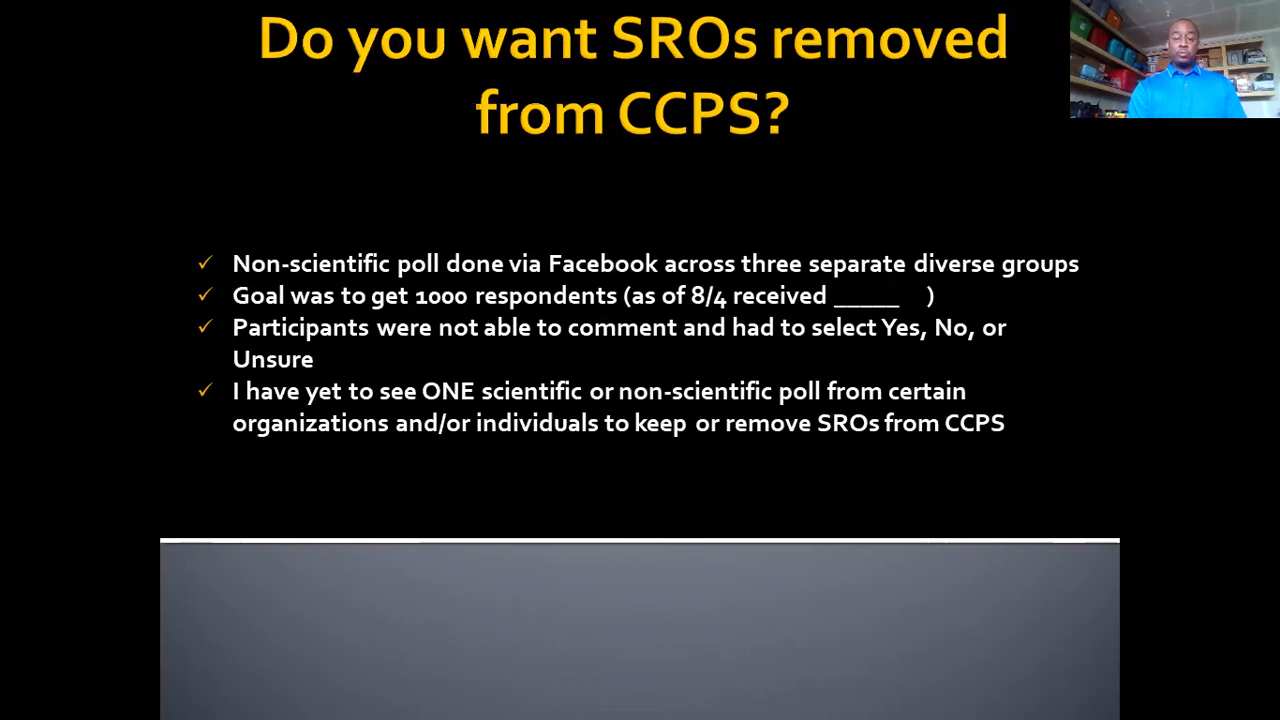 Do you want SROs removed
from CCPS?
✓ Non-scientific poll done via Facebook across three separate diverse groups
✓ Goal was to get 1000 respondents (as of 8/4 received _____ )
✓ Participants were not able to comment and had to select Yes, No, or
Unsure
✓ I have yet to see ONE scientific or non-scientific poll from certain
organizations and/or individuals to keep or remove SROs from CCPS